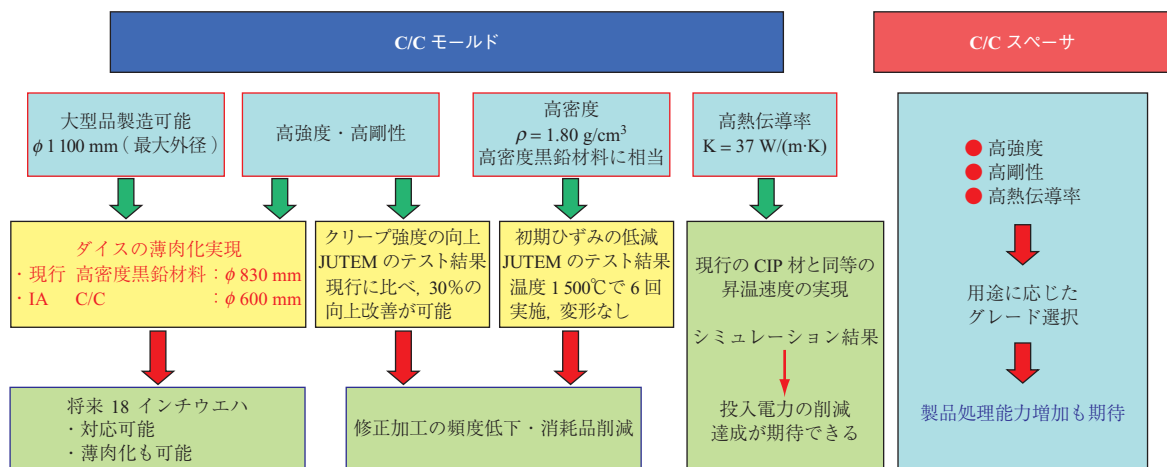 C/C モールド
C/C スペーサ
大型品製造可能
φ 1 100 mm ( 最大外径 )
高強度・高剛性
高密度
ρ = 1.80 g/cm³
高密度黒鉛材料に相当
高熱伝導率
K = 37 W/(m·K)
ダイスの薄肉化実現
・現行 高密度黒鉛材料：φ 830 mm
・IA C/C ：φ 600 mm
クリープ強度の向上
JUTEM のテスト結果
現行に比べ, 30%の
向上改善が可能
初期ひずみの低減
JUTEM のテスト結果
温度 1 500℃で 6 回
実施, 変形なし
現行の CIP 材と同等の
昇温速度の実現
シミュレーション結果
投入電力の削減
達成が期待できる
将来 18 インチウエハ
・対応可能
・薄肉化も可能
修正加工の頻度低下・消耗品削減
● 高強度
● 高剛性
● 高熱伝導率
用途に応じた
グレード選択
製品処理能力増加も期待